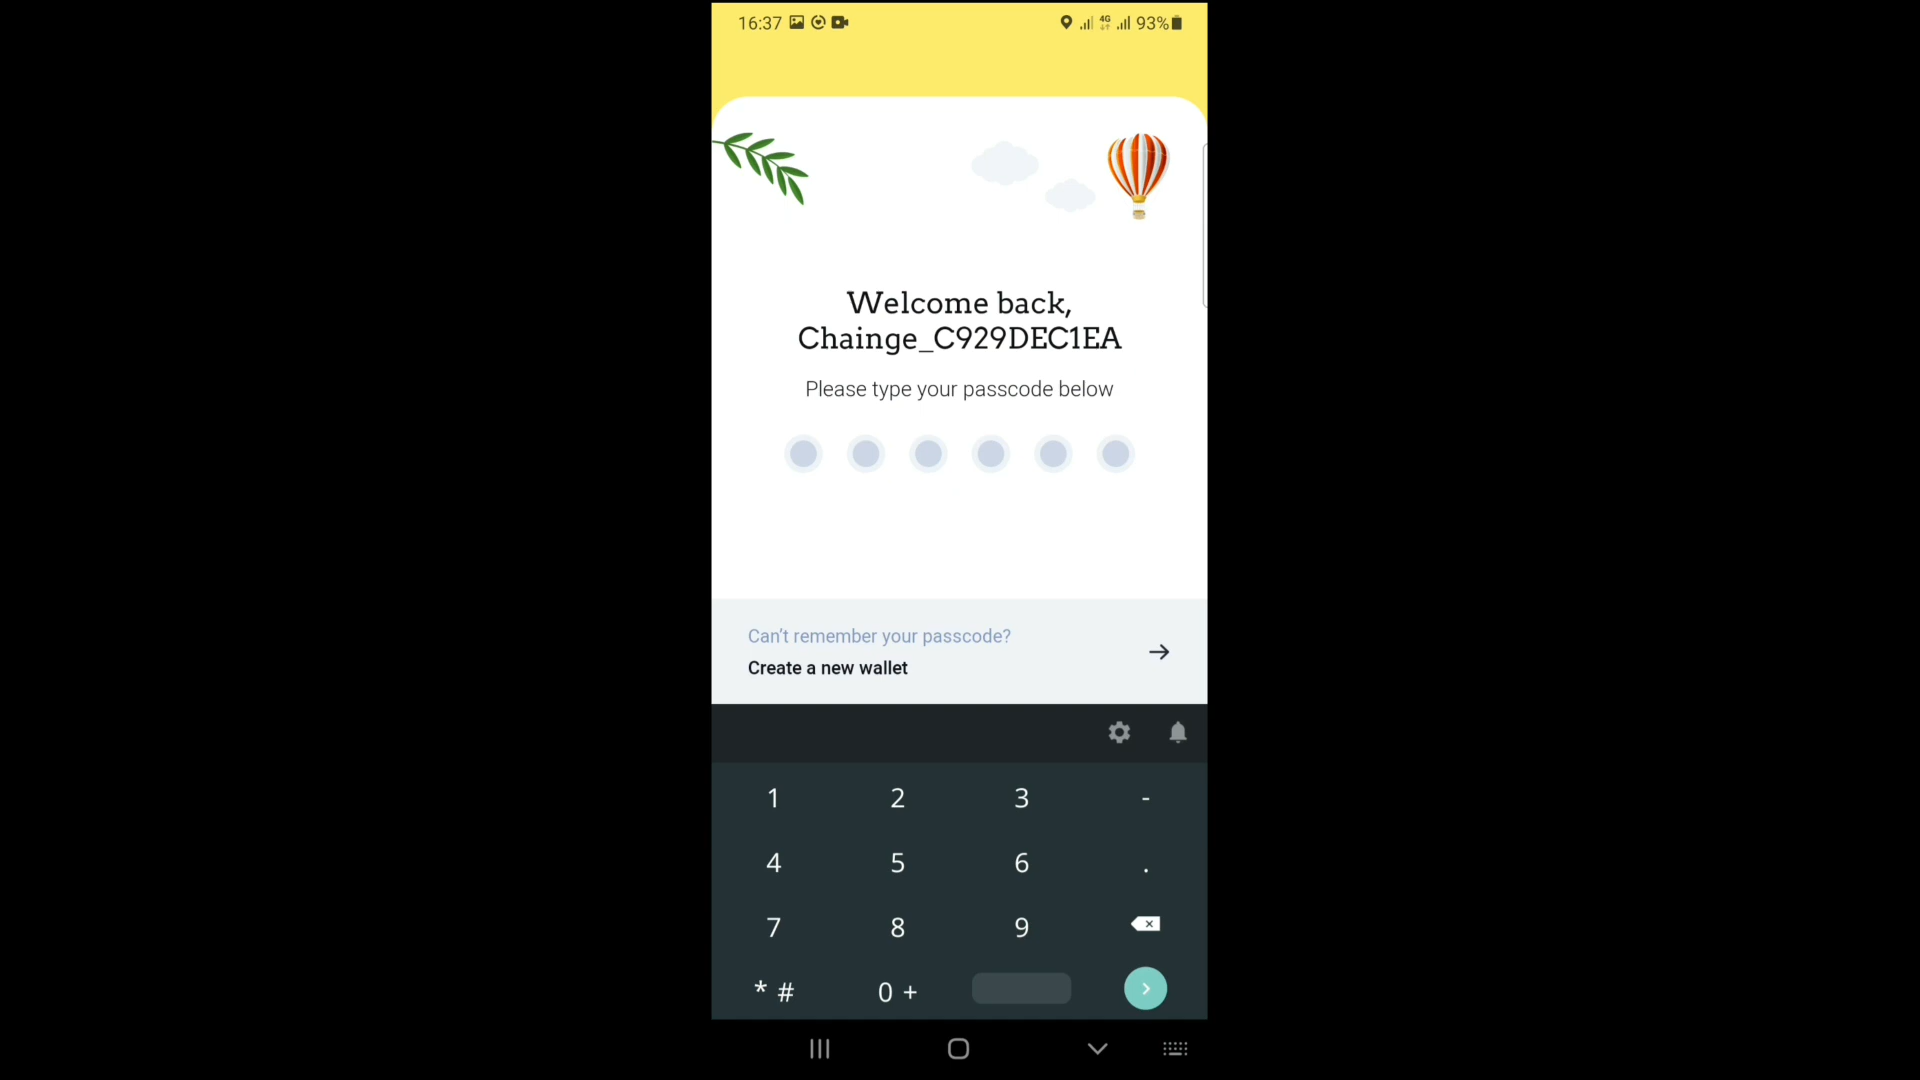 16:37 4G 93%
Welcome back,
Chainge_C929DEC1EA
Please type your passcode below
Can't remember your passcode?
Create a new wallet
1 2 3 -
4 5 6 .
7 8 9
* # 0 +